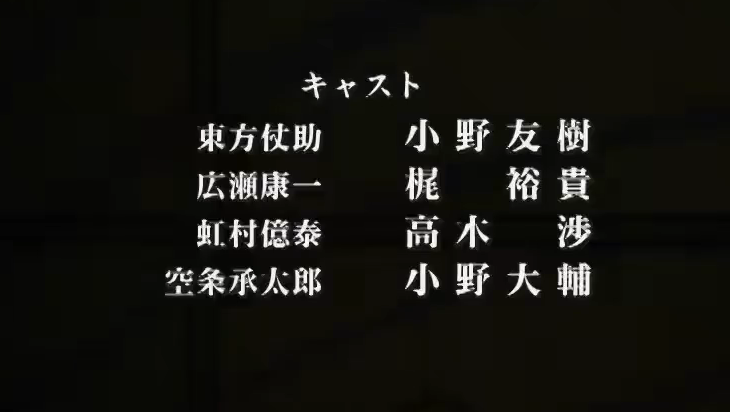 キャスト
東方仗助 小野友樹
広瀬康一 梶 裕貴
虹村億泰 高木 渉
空条承太郎 小野大輔